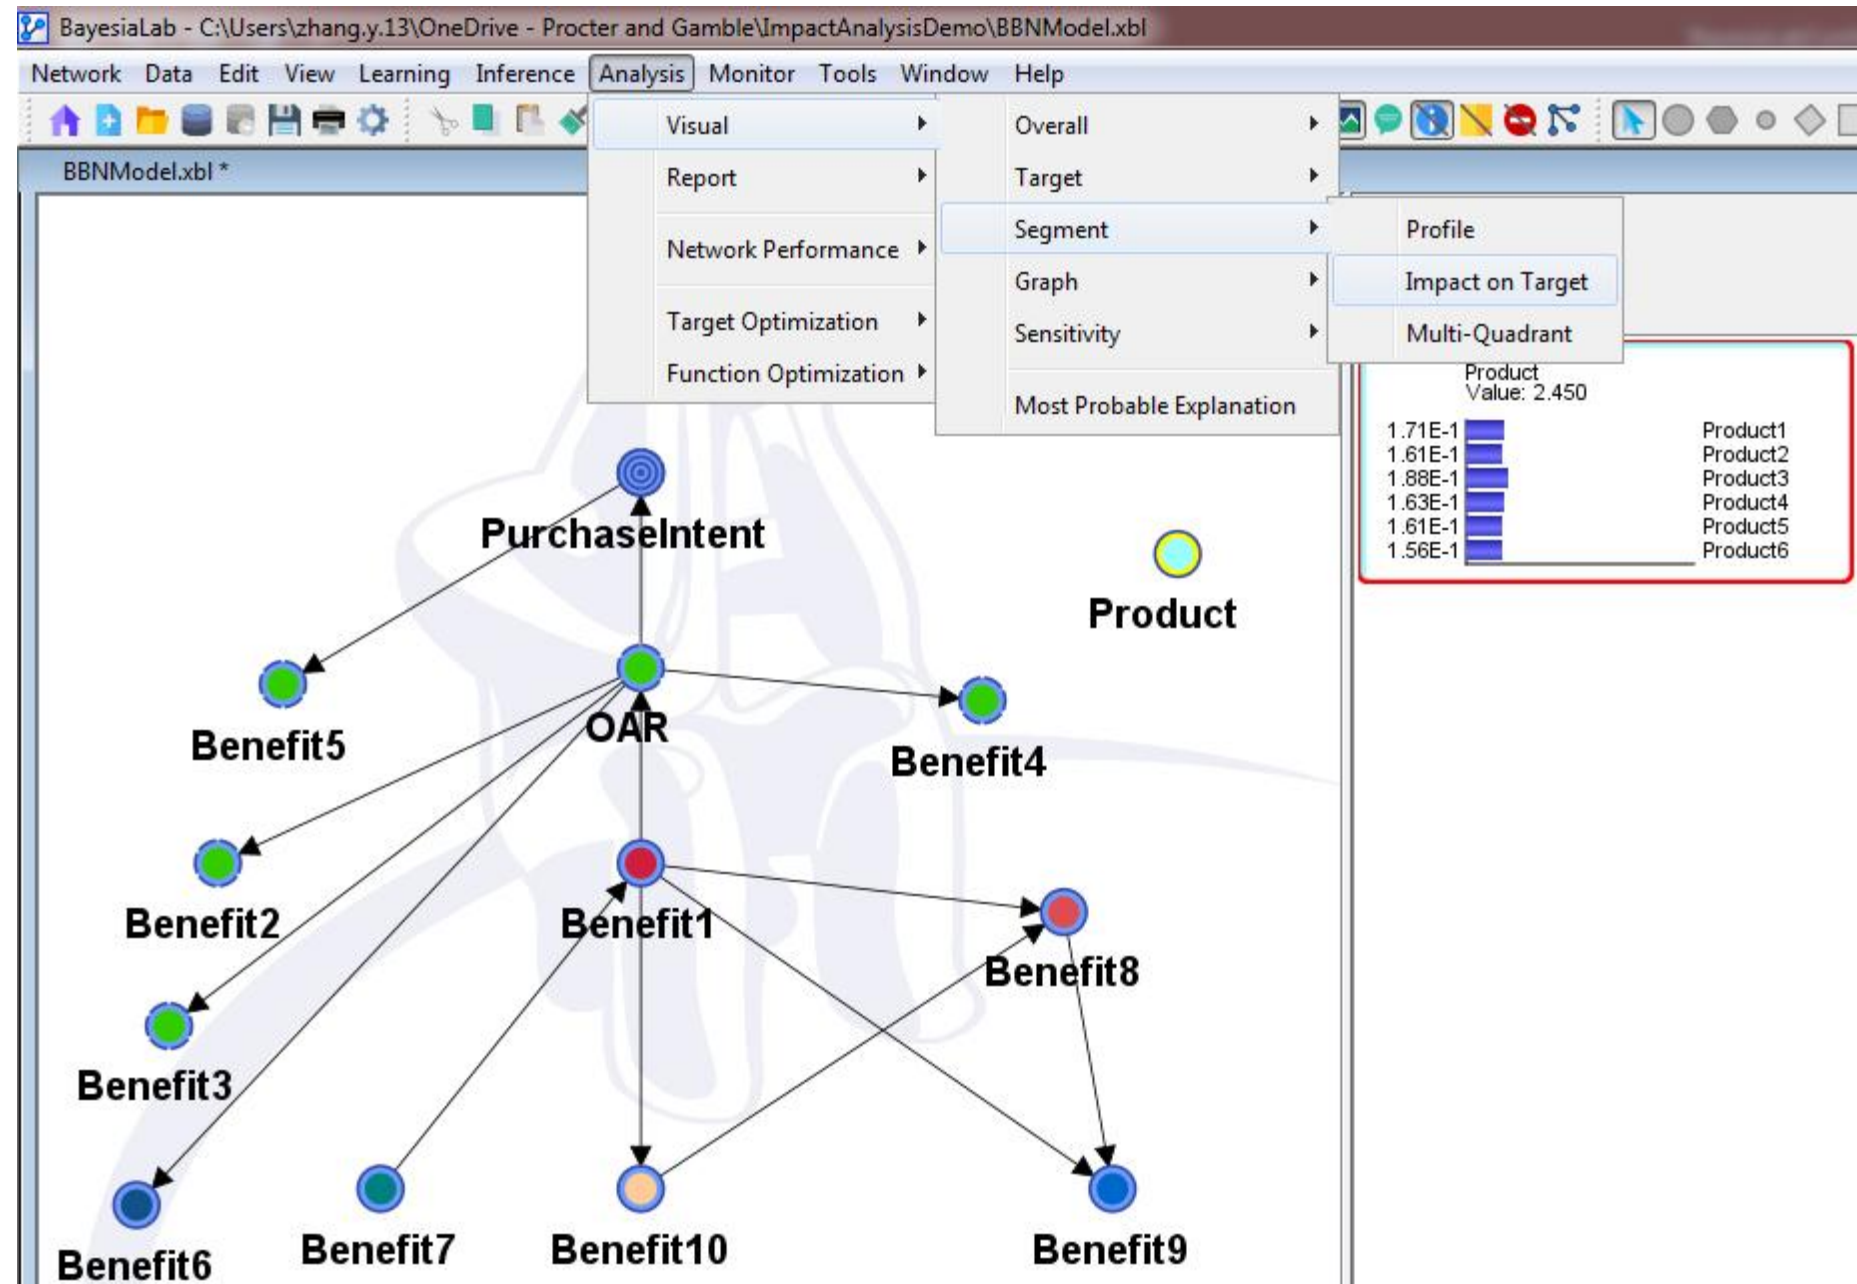 BayesiaLab - C:\Users\zhang.y.13\OneDrive - Procter and Gamble\ImpactAnalysisDemo\BBNModel.xbl
Network Data Edit View Learning Inference Analysis Monitor Tools Window Help
BBNModel.xbl *
Visual
Report
Network Performance
Target Optimization
Function Optimization
Overall
Target
Segment
Graph
Sensitivity
Most Probable Explanation
Profile
Impact on Target
Multi-Quadrant
Product
Value: 2.450
1.71E-1 Product1
1.61E-1 Product2
1.88E-1 Product3
1.63E-1 Product4
1.61E-1 Product5
1.56E-1 Product6
PurchaseIntent
Product
OAR
Benefit5
Benefit4
Benefit2
Benefit1
Benefit8
Benefit3
Benefit6
Benefit7
Benefit10
Benefit9